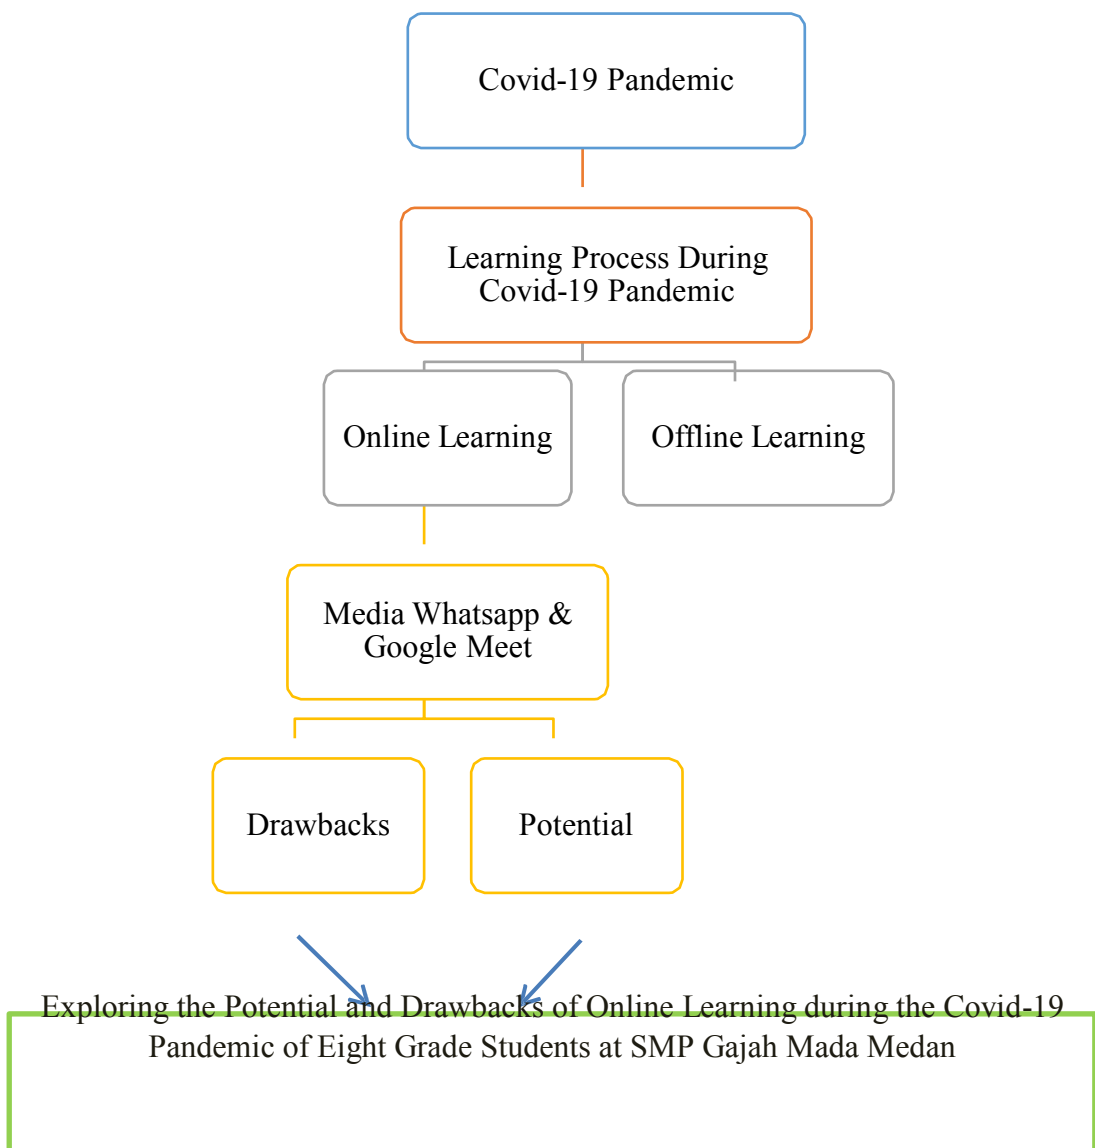 Covid-19 Pandemic
Learning Process During
Covid-19 Pandemic
Online Learning
Offline Learning
Media Whatsapp &
Google Meet
Drawbacks
Potential
Exploring the Potential and Drawbacks of Online Learning during the Covid-19
Pandemic of Eight Grade Students at SMP Gajah Mada Medan